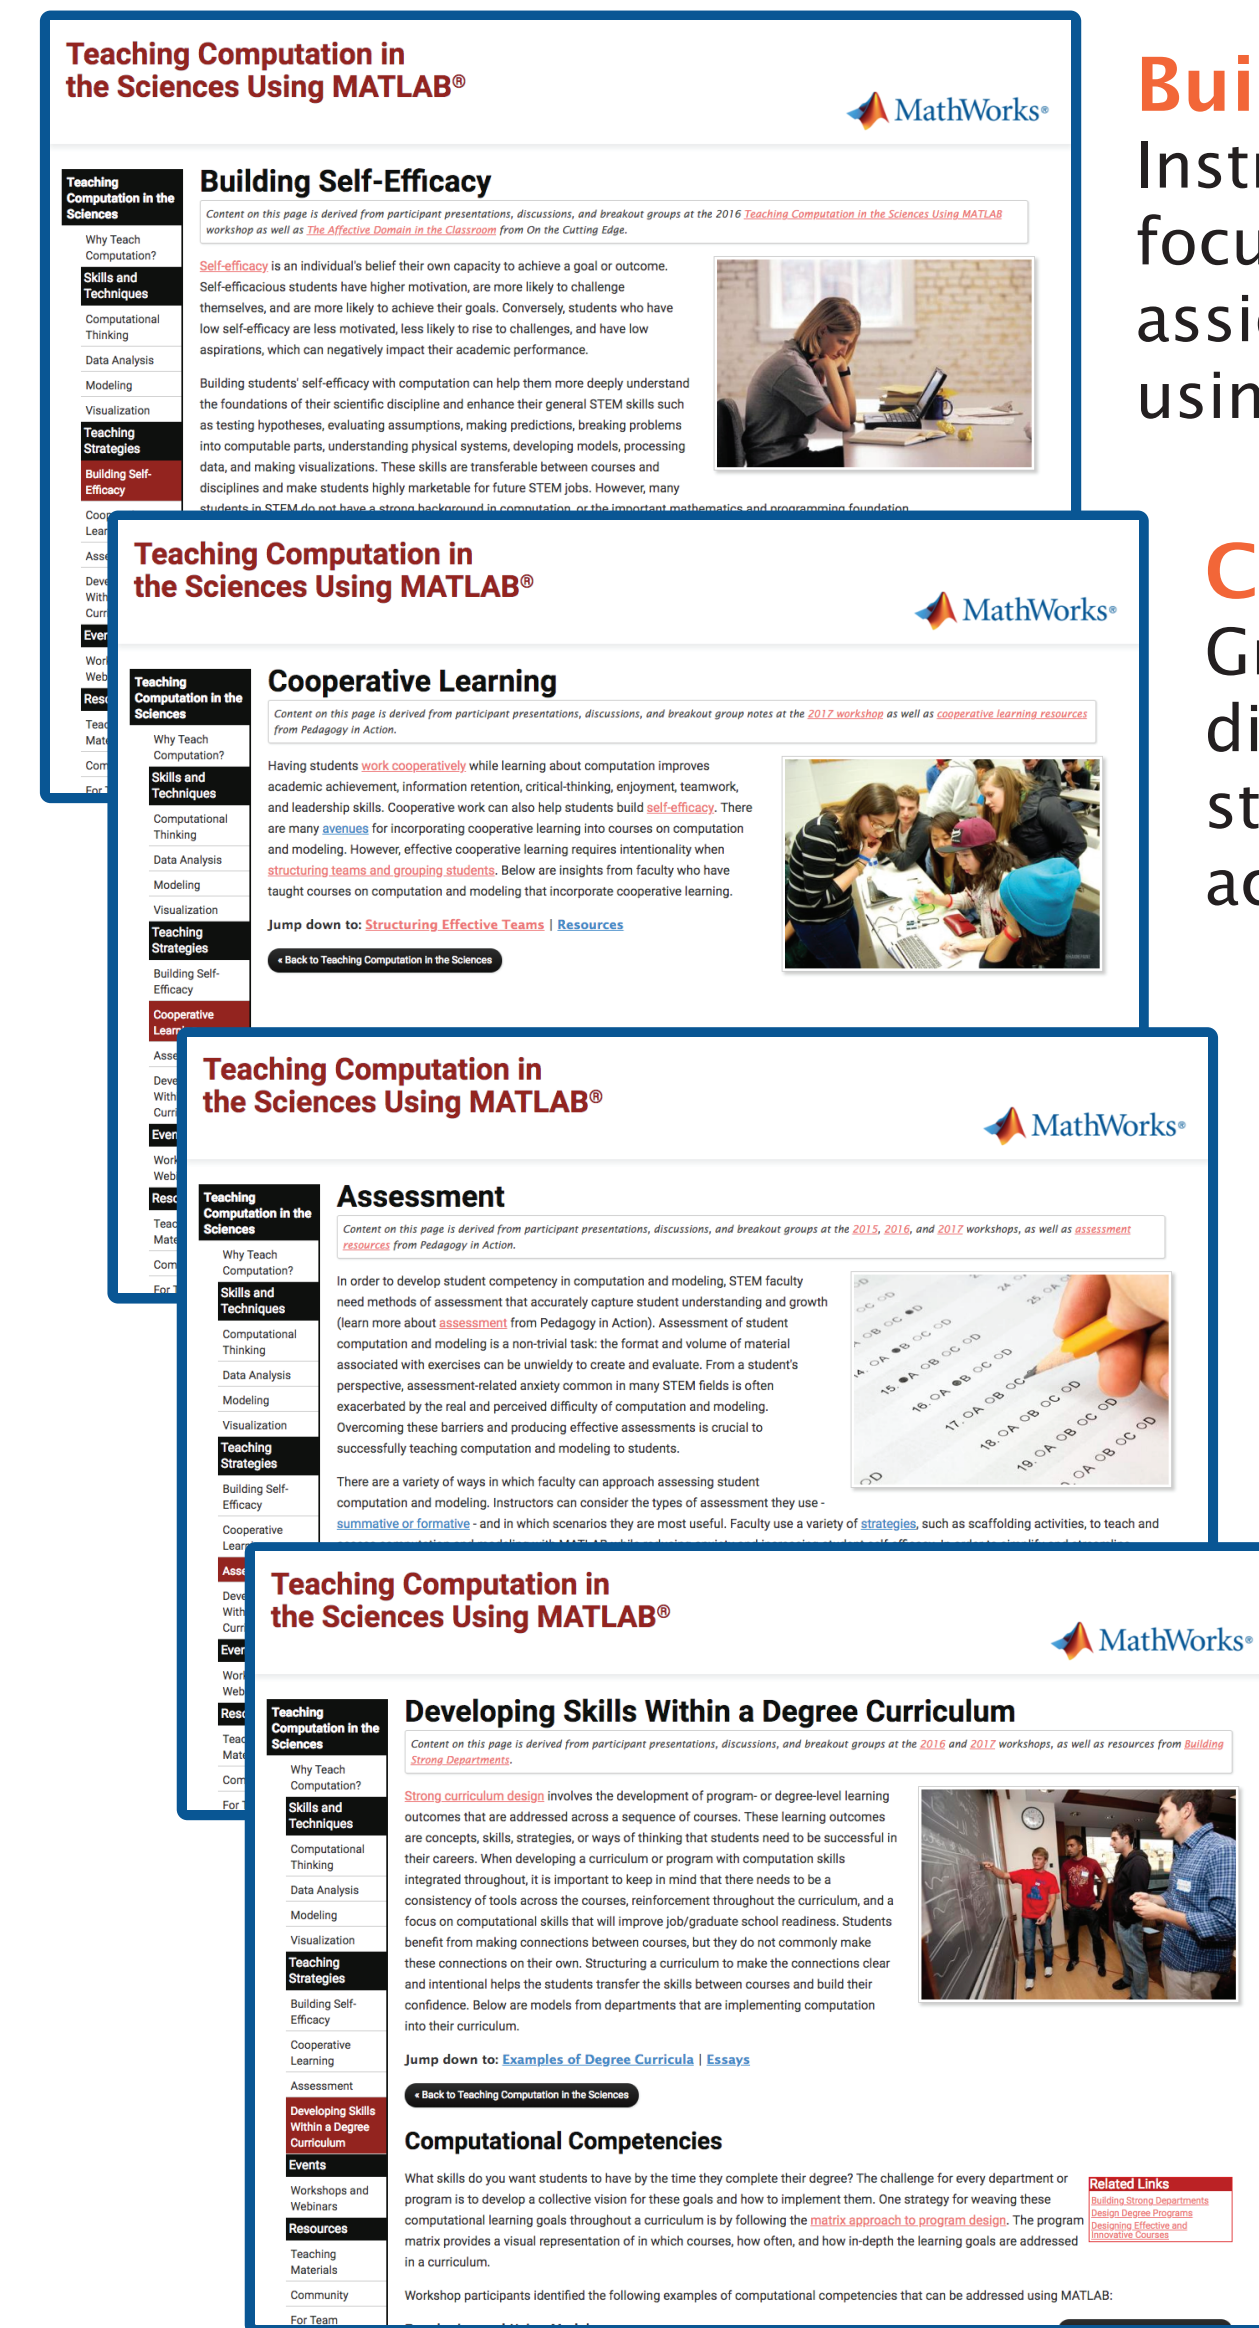 Teaching Computation in
the Sciences Using MATLAB®
MathWorks®
Teaching
Computation in the
Sciences
Why Teach
Computation?
Skills and
Techniques
Computational
Thinking
Data Analysis
Modeling
Visualization
Teaching
Strategies
Building Self-
Efficacy
Building Self-Efficacy
Content on this page is derived from participant presentations, discussions, and breakout groups at the 2016 Teaching Computation in the Sciences Using MATLAB
workshop as well as The Affective Domain in the Classroom from On the Cutting Edge.
Self-efficacy is an individual's belief their own capacity to achieve a goal or outcome.
Self-efficacious students have higher motivation, are more likely to challenge
themselves, and are more likely to achieve their goals. Conversely, students who have
low self-efficacy are less motivated, less likely to rise to challenges, and have low
aspirations, which can negatively impact their academic performance.
Building students' self-efficacy with computation can help them more deeply understand
the foundations of their scientific discipline and enhance their general STEM skills such
as testing hypotheses, evaluating assumptions, making predictions, breaking problems
into computable parts, understanding physical systems, developing models, processing
data, and making visualizations. These skills are transferable between courses and
disciplines and make students highly marketable for future STEM jobs. However, many
students in STEM do not have a strong background in computation, or the important mathematics and programming foundation
Teaching Computation in
the Sciences Using MATLAB®
MathWorks®
Teaching
Computation in the
Sciences
Why Teach
Computation?
Skills and
Techniques
Computational
Thinking
Data Analysis
Modeling
Visualization
Teaching
Strategies
Building Self-
Efficacy
Cooperative
Cooperative Learning
Content on this page is derived from participant presentations, discussions, and breakout group notes at the 2017 workshop as well as cooperative learning resources
from Pedagogy in Action.
Having students work cooperatively while learning about computation improves
academic achievement, information retention, critical-thinking, enjoyment, teamwork,
and leadership skills. Cooperative work can also help students build self-efficacy. There
are many avenues for incorporating cooperative learning into courses on computation
and modeling. However, effective cooperative learning requires intentionality when
structuring teams and grouping students. Below are insights from faculty who have
taught courses on computation and modeling that incorporate cooperative learning.
Jump down to: Structuring Effective Teams | Resources
« Back to Teaching Computation in the Sciences
Teaching Computation in
the Sciences Using MATLAB®
MathWorks®
Teaching
Computation in the
Sciences
Why Teach
Computation?
Skills and
Techniques
Computational
Thinking
Data Analysis
Modeling
Visualization
Teaching
Strategies
Building Self-
Efficacy
Cooperative
Assessment
Content on this page is derived from participant presentations, discussions, and breakout groups at the 2015, 2016, and 2017 workshops, as well as assessment
resources from Pedagogy in Action.
In order to develop student competency in computation and modeling, STEM faculty
need methods of assessment that accurately capture student understanding and growth
(learn more about assessment from Pedagogy in Action). Assessment of student
computation and modeling is a non-trivial task: the format and volume of material
associated with exercises can be unwieldy to create and evaluate. From a student's
perspective, assessment-related anxiety common in many STEM fields is often
exacerbated by the real and perceived difficulty of computation and modeling.
Overcoming these barriers and producing effective assessments is crucial to
successfully teaching computation and modeling to students.
There are a variety of ways in which faculty can approach assessing student
computation and modeling. Instructors can consider the types of assessment they use -
summative or formative - and in which scenarios they are most useful. Faculty use a variety of strategies, such as scaffolding activities, to teach and
Teaching Computation in
the Sciences Using MATLAB®
MathWorks®
Teaching
Computation in the
Sciences
Why Teach
Computation?
Skills and
Techniques
Computational
Thinking
Data Analysis
Modeling
Visualization
Teaching
Strategies
Building Self-
Efficacy
Cooperative
Learning
Assessment
Developing Skills
Within a Degree
Curriculum
Events
Workshops and
Webinars
Resources
Teaching
Materials
Community
For Team
Developing Skills Within a Degree Curriculum
Content on this page is derived from participant presentations, discussions, and breakout groups at the 2016 and 2017 workshops, as well as resources from Building
Strong Departments.
Strong curriculum design involves the development of program- or degree-level learning
outcomes that are addressed across a sequence of courses. These learning outcomes
are concepts, skills, strategies, or ways of thinking that students need to be successful in
their careers. When developing a curriculum or program with computation skills
integrated throughout, it is important to keep in mind that there needs to be a
consistency of tools across the courses, reinforcement throughout the curriculum, and a
focus on computational skills that will improve job/graduate school readiness. Students
benefit from making connections between courses, but they do not commonly make
these connections on their own. Structuring a curriculum to make the connections clear
and intentional helps the students transfer the skills between courses and build their
confidence. Below are models from departments that are implementing computation
into their curriculum.
Jump down to: Examples of Degree Curricula | Essays
« Back to Teaching Computation in the Sciences
Computational Competencies
What skills do you want students to have by the time they complete their degree? The challenge for every department or
program is to develop a collective vision for these goals and how to implement them. One strategy for weaving these
computational learning goals throughout a curriculum is by following the matrix approach to program design. The program
matrix provides a visual representation of in which courses, how often, and how in-depth the learning goals are addressed
in a curriculum.
Related Links
Building Strong Departments
Design Degree Programs
Designing Effective and
Innovative Courses
Workshop participants identified the following examples of computational competencies that can be addressed using MATLAB: